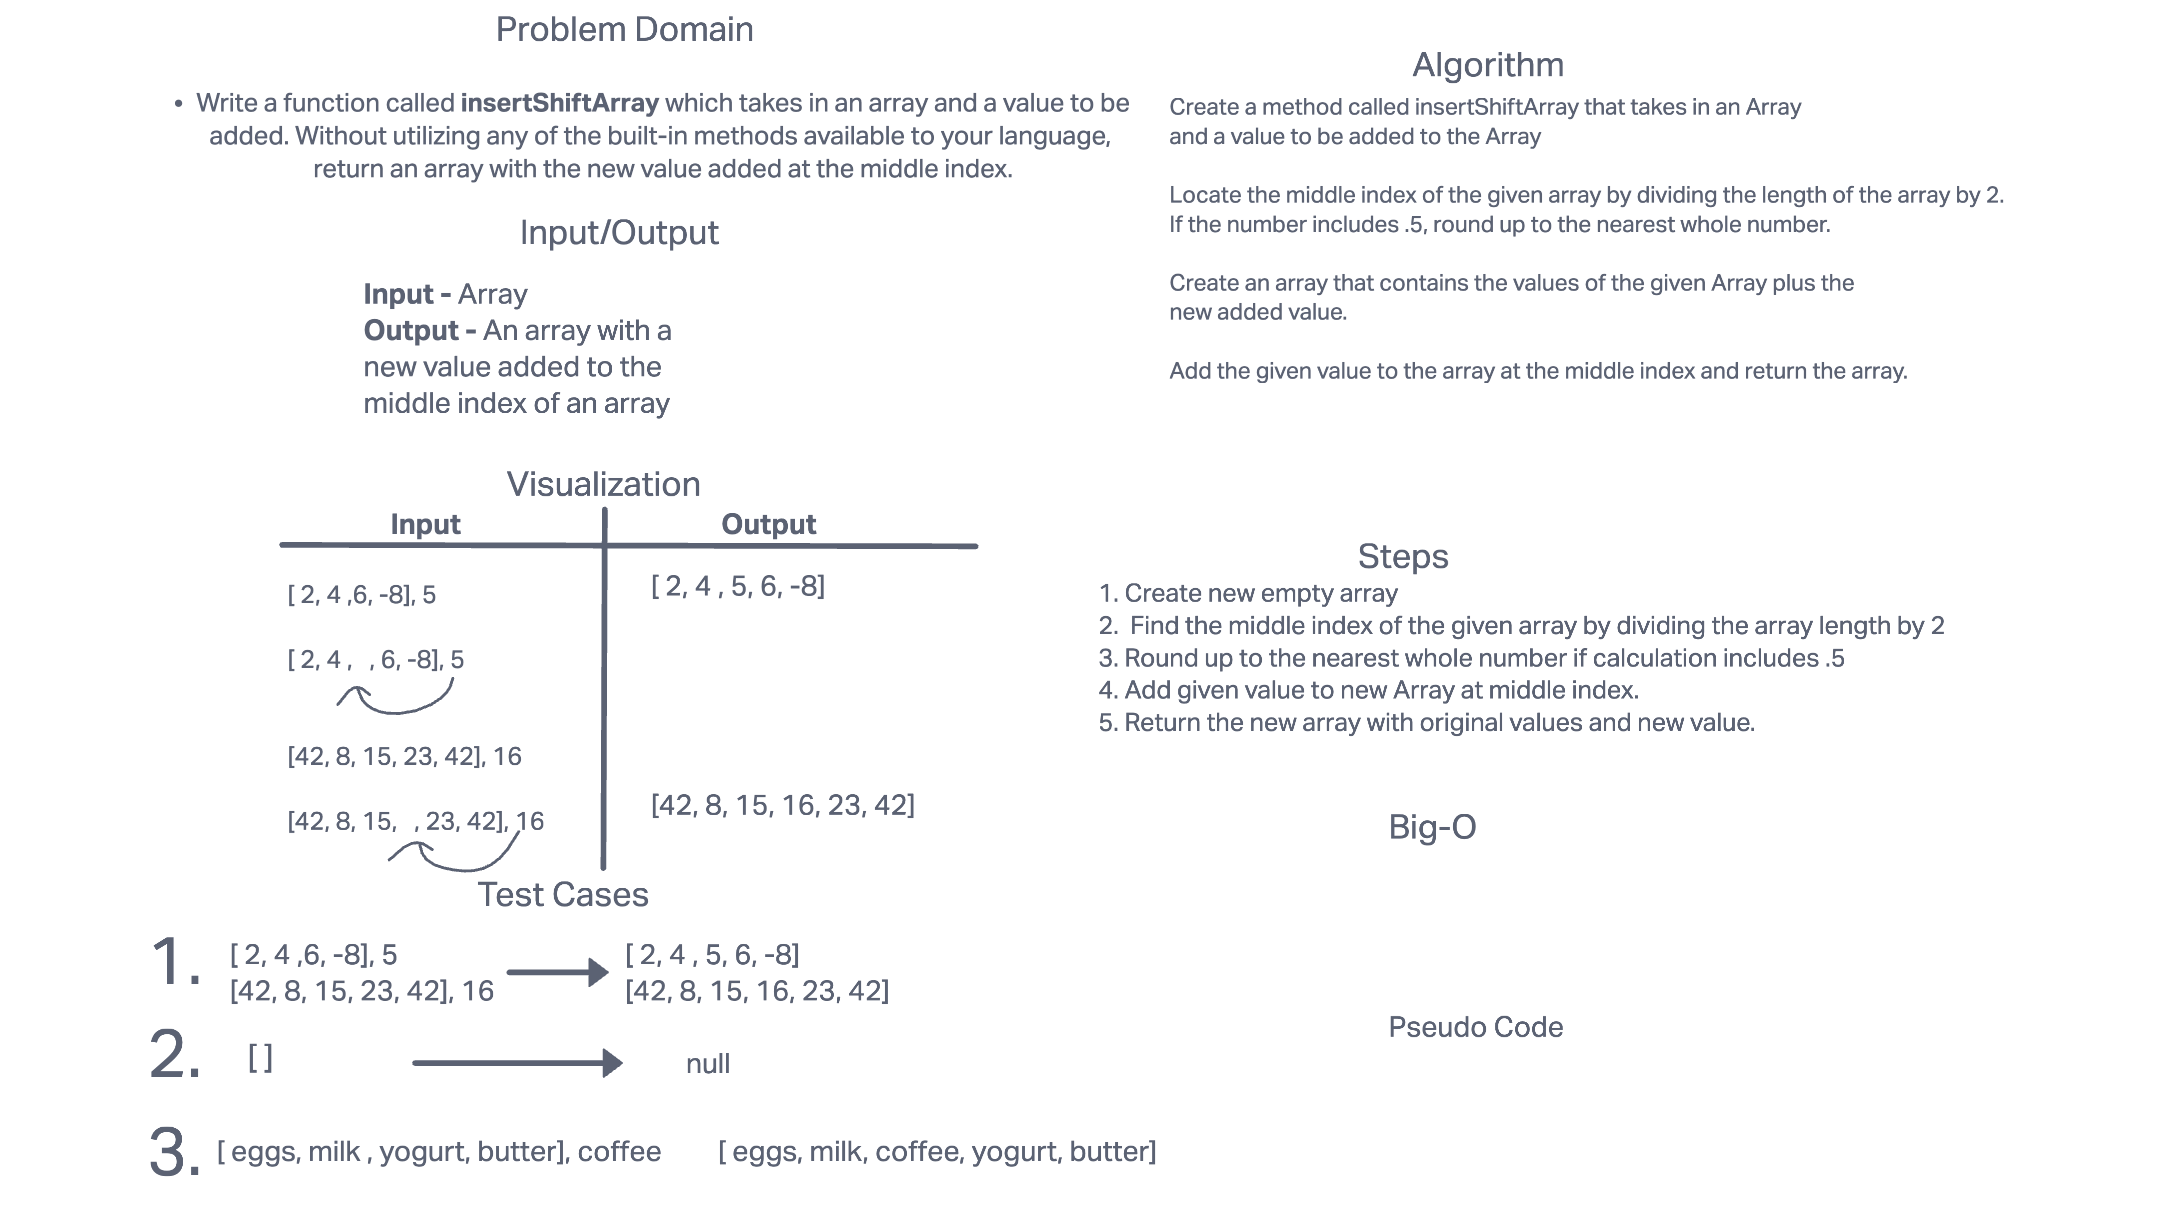 Problem Domain
• Write a function called insertShiftArray which takes in an array and a value to be
added. Without utilizing any of the built-in methods available to your language,
return an array with the new value added at the middle index.
Input/Output
Input - Array
Output - An array with a
new value added to the
middle index of an array
Visualization
Input
Output
[ 2, 4 ,6, -8], 5
[ 2, 4 , 5, 6, -8]
[ 2, 4 ,  , 6, -8], 5
[42, 8, 15, 23, 42], 16
[42, 8, 15,  , 23, 42], 16
[42, 8, 15, 16, 23, 42]
Test Cases
1.
[ 2, 4 ,6, -8], 5
[ 2, 4 , 5, 6, -8]
[42, 8, 15, 23, 42], 16
[42, 8, 15, 16, 23, 42]
2.
[ ]
null
3.
[ eggs, milk , yogurt, butter], coffee
[ eggs, milk, coffee, yogurt, butter]
Algorithm
Create a method called insertShiftArray that takes in an Array
and a value to be added to the Array
Locate the middle index of the given array by dividing the length of the array by 2.
If the number includes .5, round up to the nearest whole number.
Create an array that contains the values of the given Array plus the
new added value.
Add the given value to the array at the middle index and return the array.
Steps
1. Create new empty array
2. Find the middle index of the given array by dividing the array length by 2
3. Round up to the nearest whole number if calculation includes .5
4. Add given value to new Array at middle index.
5. Return the new array with original values and new value.
Big-O
Pseudo Code